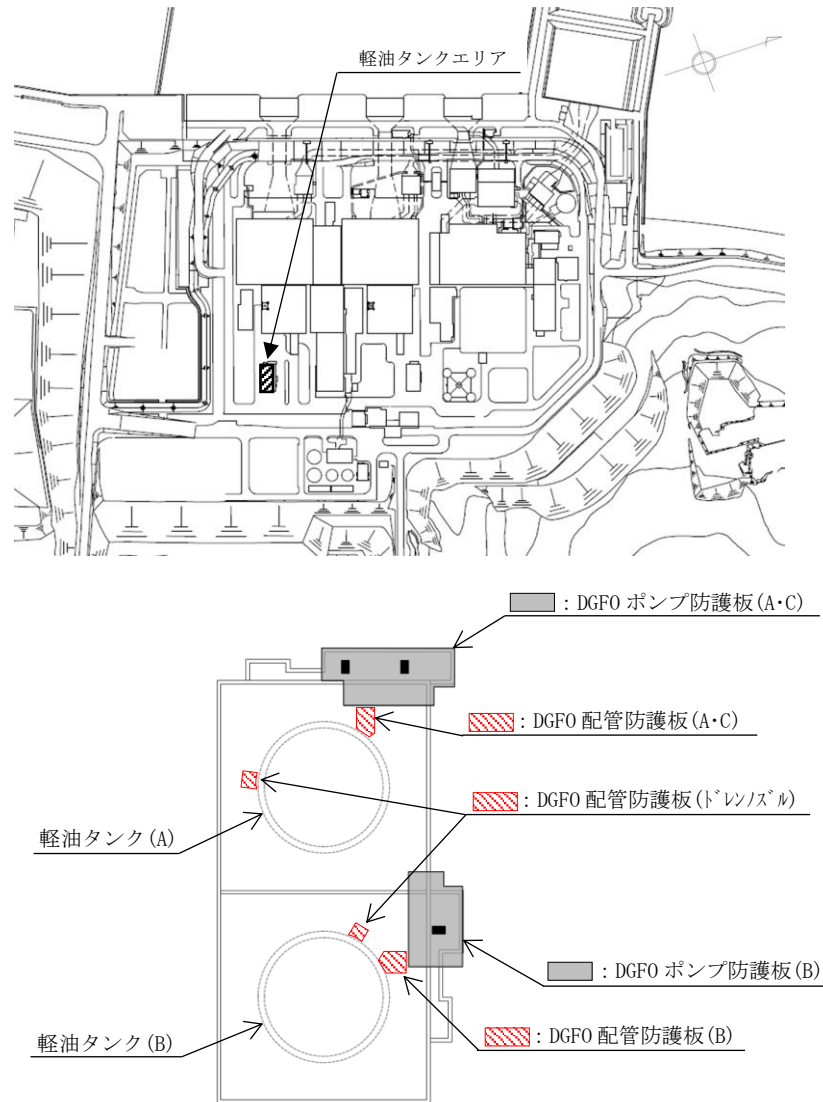 軽油タンクエリア
: DGFO ポンプ防護板(A・C)
: DGFO 配管防護板(A・C)
: DGFO 配管防護板(ﾄﾞﾚﾝﾉｽﾞﾙ)
軽油タンク(A)
: DGFO ポンプ防護板(B)
: DGFO 配管防護板(B)
軽油タンク(B)